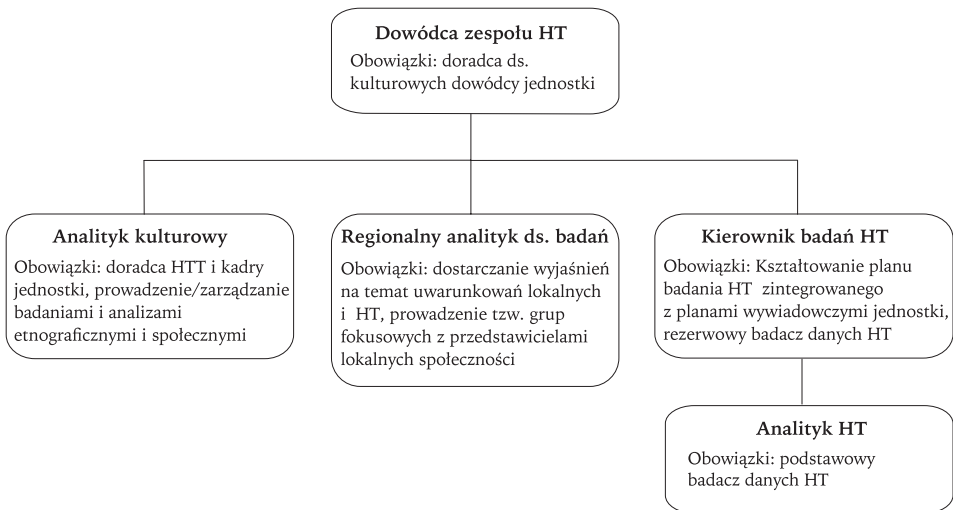 Dowódca zespołu HT
Obowiązki: doradca ds.
kulturowych dowódcy jednostki
Analityk kulturowy
Obowiązki: doradca HTT i kadry
jednostki, prowadzenie/zarządzanie
badaniami i analizami
etnograficznymi i społecznymi
Regionalny analityk ds. badań
Obowiązki: dostarczanie wyjaśnień
na temat uwarunkowań lokalnych
i HT, prowadzenie tzw. grup
fokusowych z przedstawicielami
lokalnych społeczności
Kierownik badań HT
Obowiązki: Kształtowanie planu
badania HT zintegrowanego
z planami wywiadowczymi jednostki,
rezerwowy badacz danych HT
Analityk HT
Obowiązki: podstawowy
badacz danych HT